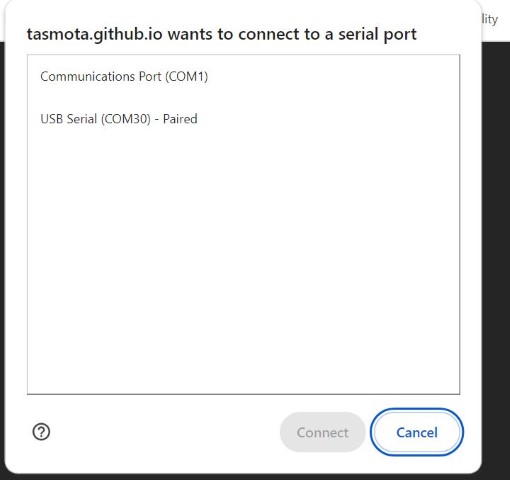 lity
tasmota.github.io wants to connect to a serial port
Communications Port (COM1)
USB Serial (COM30) - Paired
Connect
Cancel